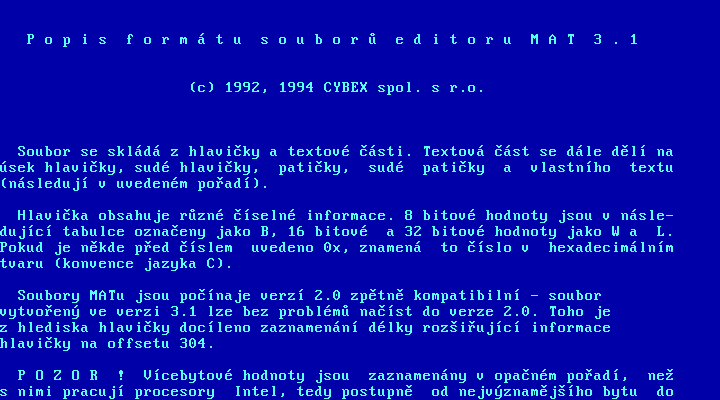 P o p i s  f o r m á t u  s o u b o r ů  e d i t o r u  M A T  3 . 1
(c) 1992, 1994 CYBEX spol. s r.o.
Soubor se skládá z hlavičky a textové části. Textová část se dále dělí na
úsek hlavičky, sudé hlavičky,  patičky,  sudé  patičky  a  vlastního  textu
(následují v uvedeném pořadí).
Hlavička obsahuje různé číselné informace. 8 bitové hodnoty jsou v násle-
dující tabulce označeny jako B, 16 bitové  a 32 bitové hodnoty jako W a  L.
Pokud je někde před číslem  uvedeno 0x, znamená  to číslo v  hexadecimálním
tvaru (konvence jazyka C).
Soubory MATu jsou počínaje verzí 2.0 zpětně kompatibilní - soubor
vytvořený ve verzi 3.1 lze bez problémů načíst do verze 2.0. Toho je
z hlediska hlavičky docíleno zaznamenání délky rozšiřující informace
hlavičky na offsetu 304.
P O Z O R  !  Vícebytové hodnoty jsou  zaznamenány v opačném pořadí,  než
s nimi pracují procesory  Intel, tedy postupně  od nejvýznamějšího bytu  do